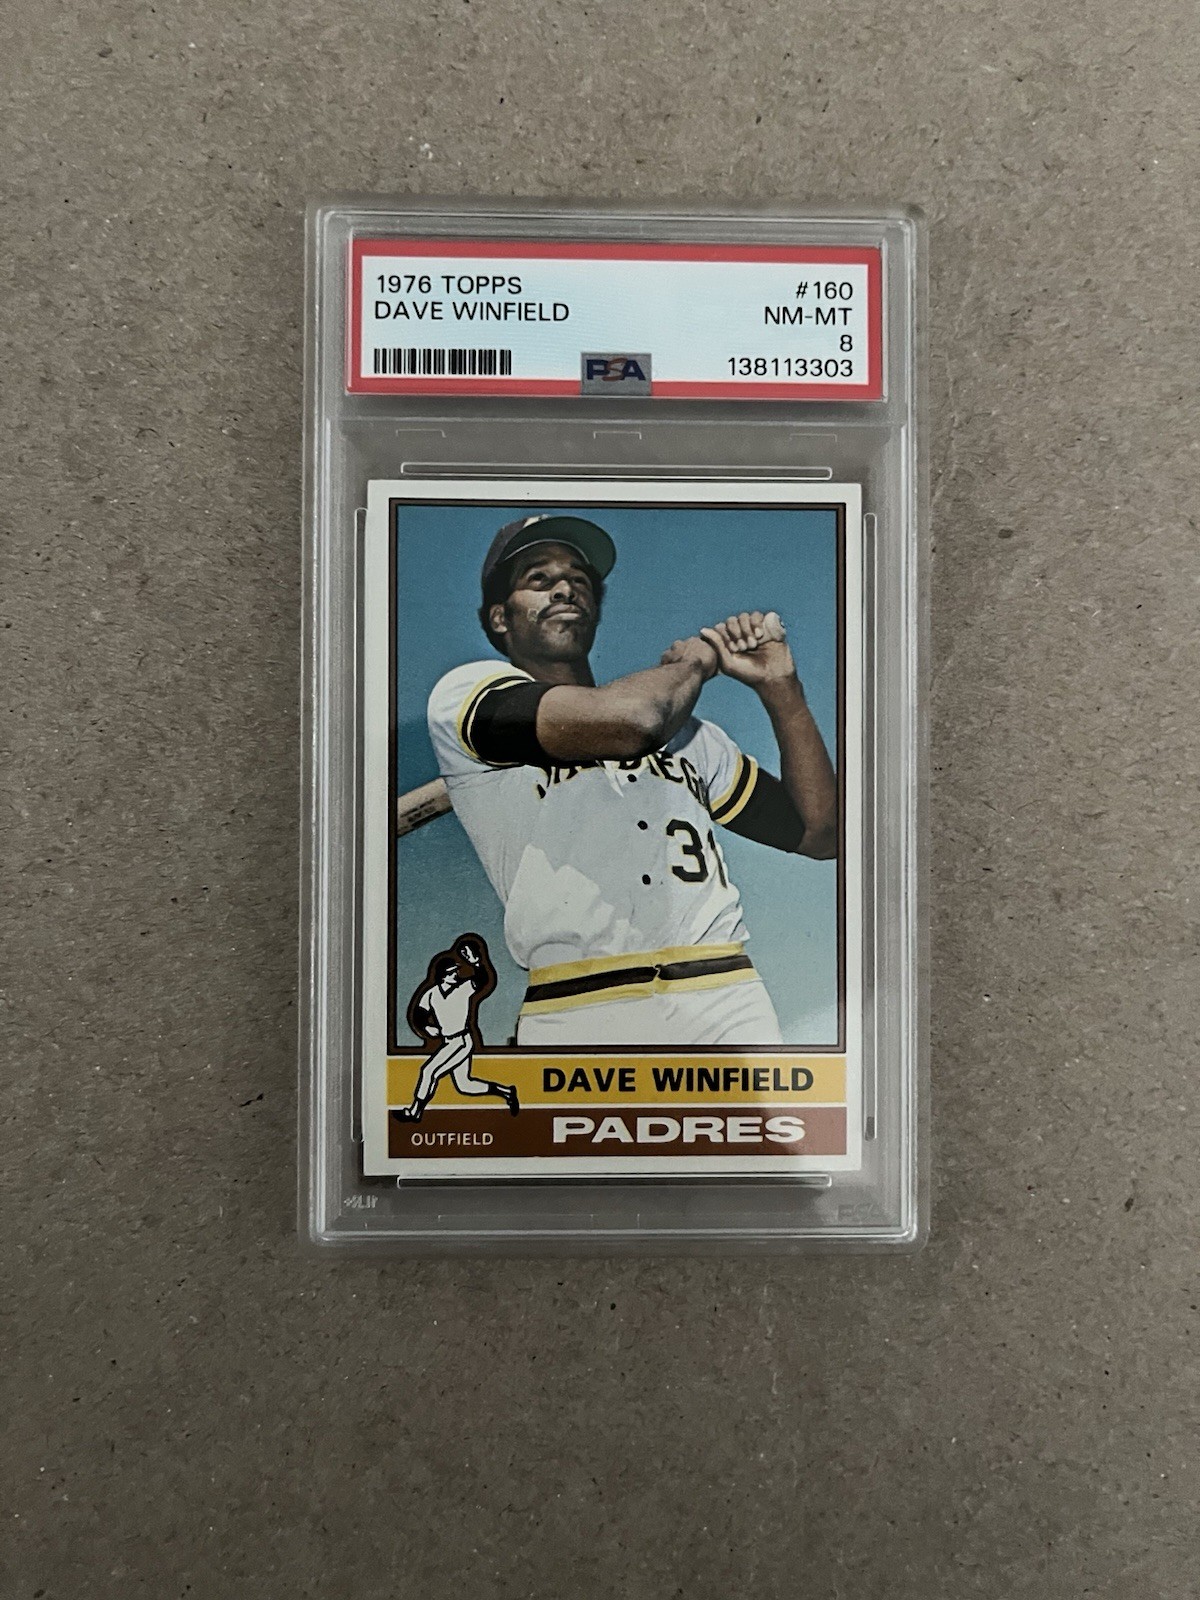 1976 TOPPS #160
DAVE WINFIELD NM-MT
8
PSA 138113303
SAN DIEGO
31
DAVE WINFIELD
OUTFIELD PADRES